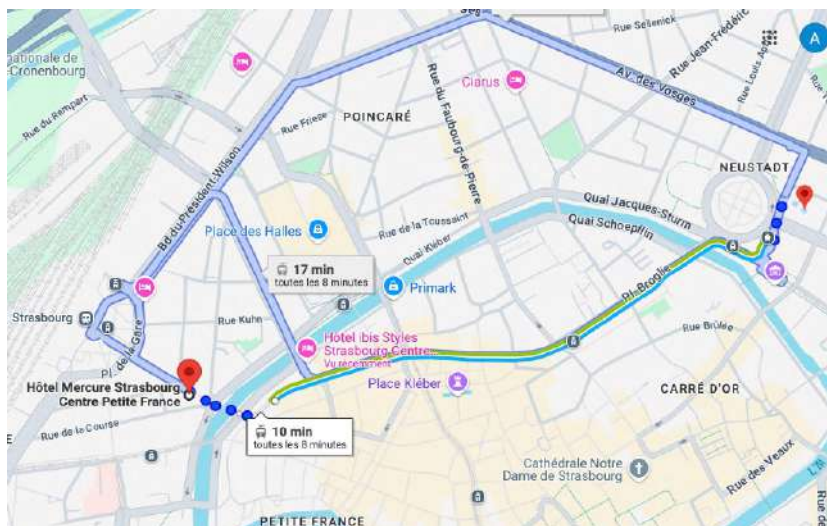 nationale de
-Cronenbourg
Rue du Rempart
Rue Friese
POINCARÉ
Clarus
Rue Sellenick
Rue Jean-Frédéric
Rue Louis Ap
A
Av. des Vosges
Rue du Faubourg-de-Pierre
NEUSTADT
Bd du Président-Wilson
Place des Halles
Rue de la Toussaint
Quai Kléber
Quai Jacques-Sturm
Quai Schoepflin
17 min
toutes les 8 minutes
Primark
Pl. Broglie
Strasbourg
Pl. de la Gare
Rue Kuhn
Hôtel ibis Styles
Strasbourg Centre...
Vu récemment
Rue Brûlée
Place Kléber
CARRÉ D'OR
Hôtel Mercure Strasbourg
Centre Petite France
Rue de la Course
10 min
toutes les 8 minutes
Cathédrale Notre
Dame de Strasbourg
Rue des Veaux
L'Ill
PETITE FRANCE